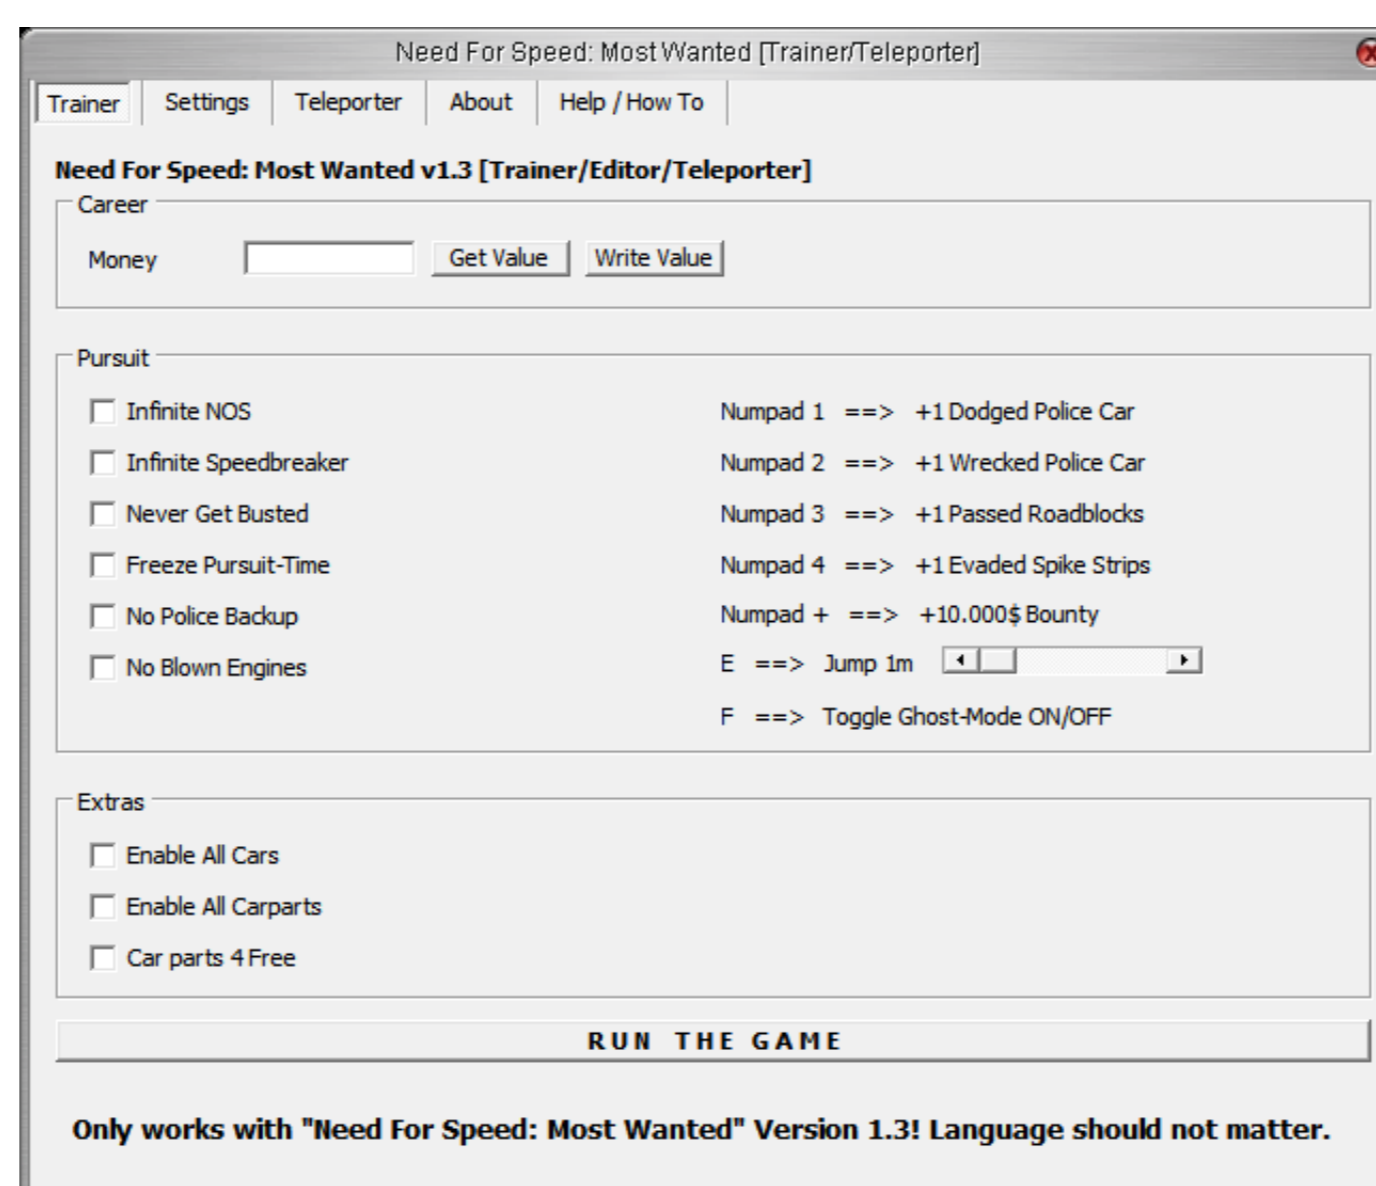 Need For Speed: Most Wanted [Trainer/Teleporter]
Trainer Settings Teleporter About Help / How To
Need For Speed: Most Wanted v1.3 [Trainer/Editor/Teleporter]
Career
Money Get Value Write Value
Pursuit
Infinite NOS Numpad 1 ==> +1 Dodged Police Car
Infinite Speedbreaker Numpad 2 ==> +1 Wrecked Police Car
Never Get Busted Numpad 3 ==> +1 Passed Roadblocks
Freeze Pursuit-Time Numpad 4 ==> +1 Evaded Spike Strips
No Police Backup Numpad + ==> +10.000$ Bounty
No Blown Engines E ==> Jump 1m
F ==> Toggle Ghost-Mode ON/OFF
Extras
Enable All Cars
Enable All Carparts
Car parts 4 Free
RUN THE GAME
Only works with "Need For Speed: Most Wanted" Version 1.3! Language should not matter.